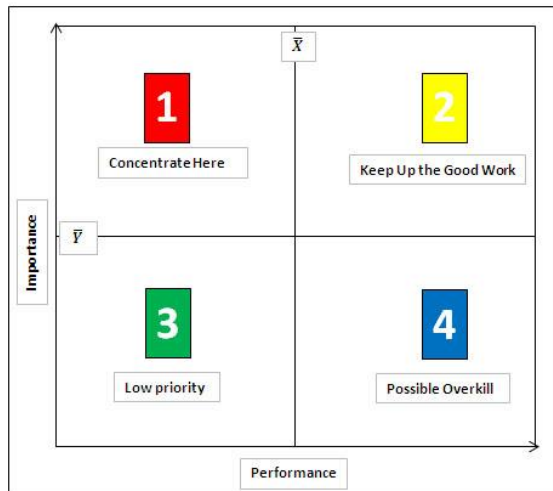 X̄
1
2
Concentrate Here
Keep Up the Good Work
Importance
Ȳ
3
4
Low priority
Possible Overkill
Performance